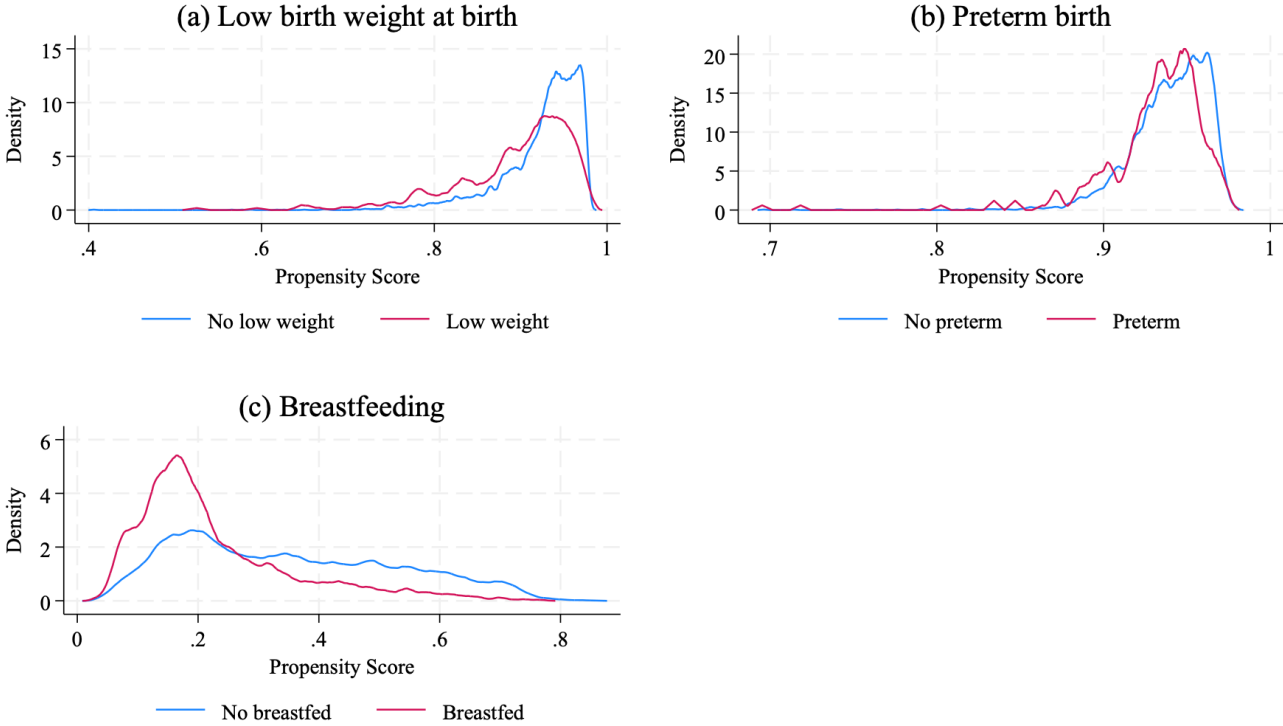 (a) Low birth weight at birth
15
10
5
0
Density
.4 .6 .8 1
Propensity Score
No low weight Low weight
(b) Preterm birth
20
15
10
5
0
Density
.7 .8 .9 1
Propensity Score
No preterm Preterm
(c) Breastfeeding
6
4
2
0
Density
0 .2 .4 .6 .8
Propensity Score
No breastfed Breastfed